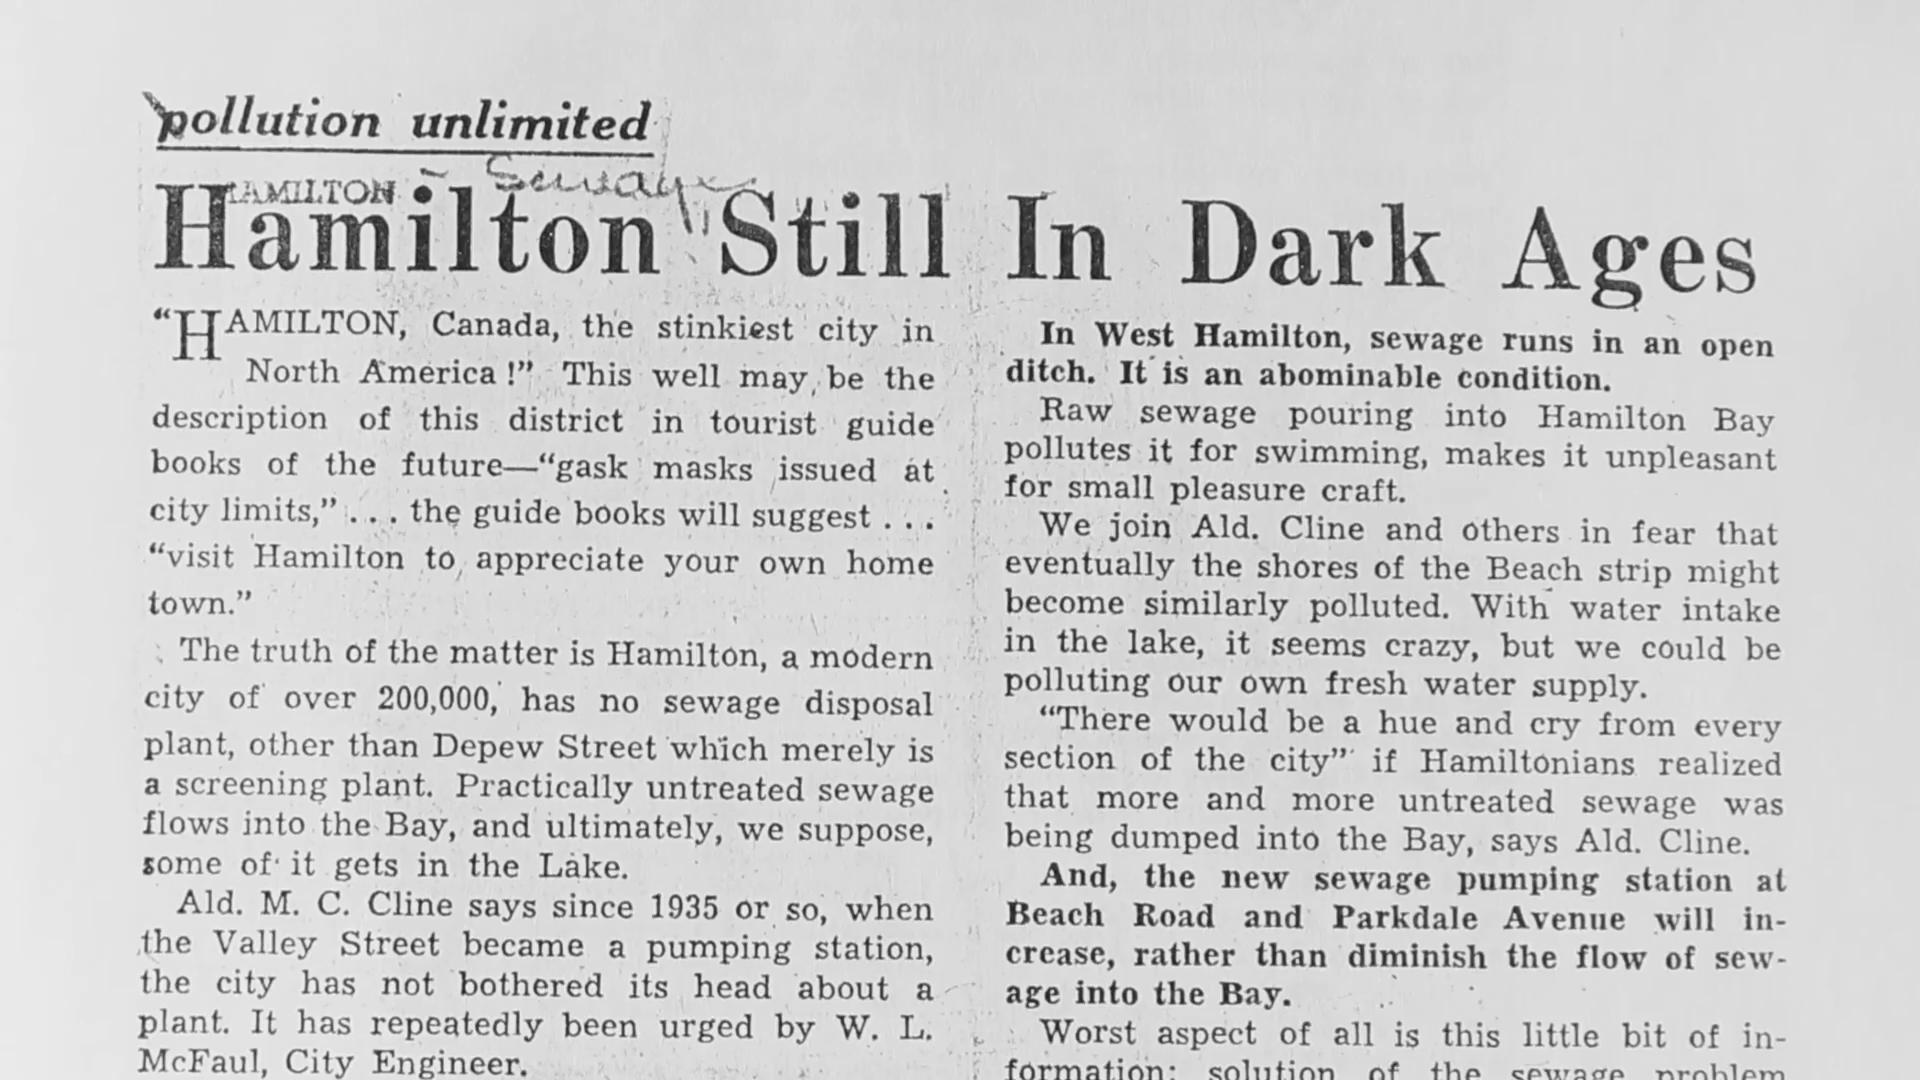 pollution unlimited
HAMILTON Sewage
Hamilton Still In Dark Ages
“HAMILTON, Canada, the stinkiest city in
North America!” This well may be the
description of this district in tourist guide
books of the future—“gask masks issued at
city limits,” . . . the guide books will suggest . . .
“visit Hamilton to appreciate your own home
town.”
The truth of the matter is Hamilton, a modern
city of over 200,000, has no sewage disposal
plant, other than Depew Street which merely is
a screening plant. Practically untreated sewage
flows into the Bay, and ultimately, we suppose,
some of it gets in the Lake.
Ald. M. C. Cline says since 1935 or so, when
the Valley Street became a pumping station,
the city has not bothered its head about a
plant. It has repeatedly been urged by W. L.
McFaul, City Engineer.
In West Hamilton, sewage runs in an open
ditch. It is an abominable condition.
Raw sewage pouring into Hamilton Bay
pollutes it for swimming, makes it unpleasant
for small pleasure craft.
We join Ald. Cline and others in fear that
eventually the shores of the Beach strip might
become similarly polluted. With water intake
in the lake, it seems crazy, but we could be
polluting our own fresh water supply.
“There would be a hue and cry from every
section of the city” if Hamiltonians realized
that more and more untreated sewage was
being dumped into the Bay, says Ald. Cline.
And, the new sewage pumping station at
Beach Road and Parkdale Avenue will in-
crease, rather than diminish the flow of sew-
age into the Bay.
Worst aspect of all is this little bit of in-
formation: solution of the sewage problem